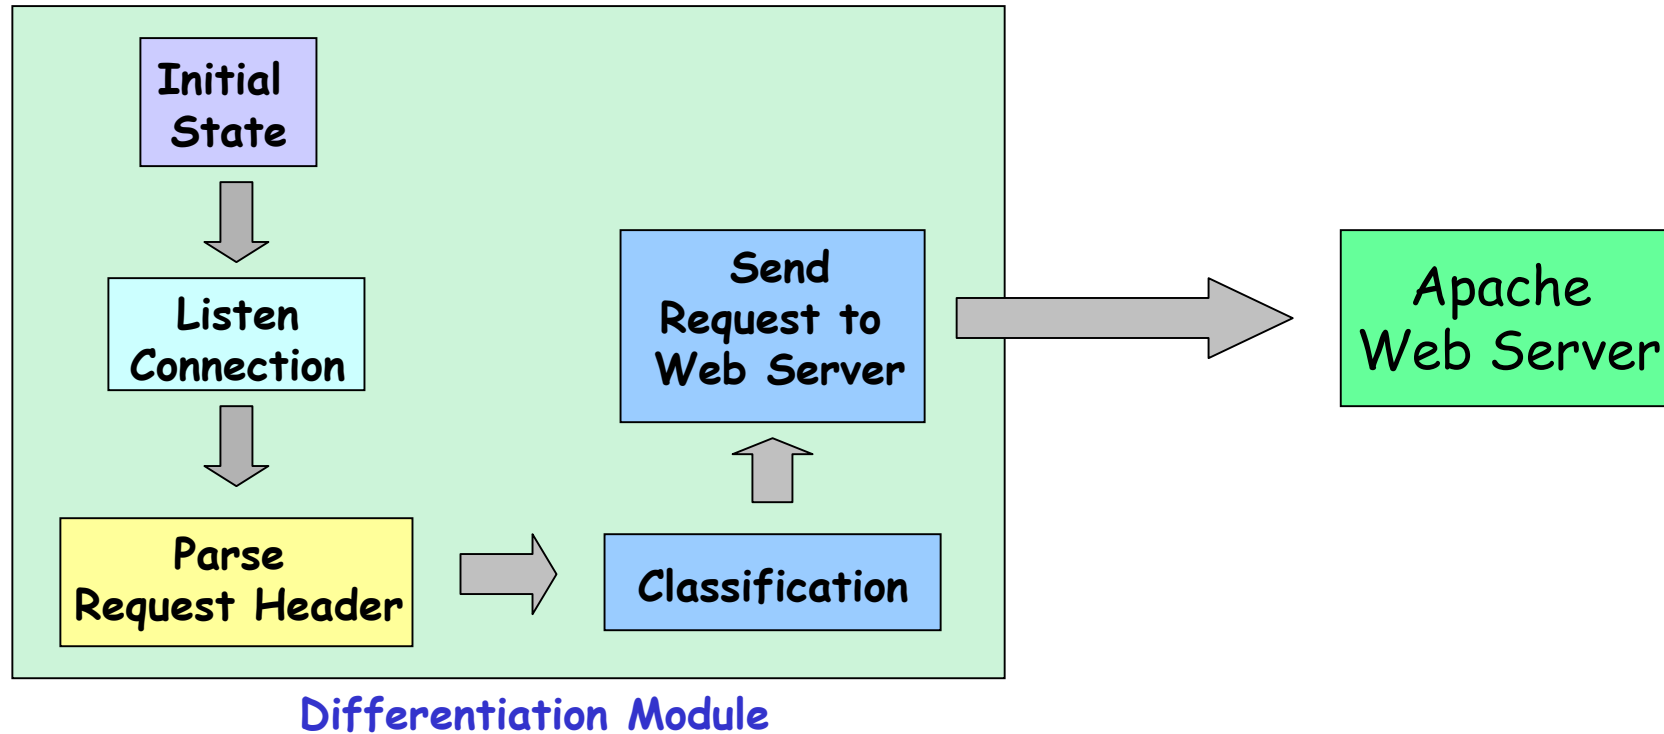 Initial
State
Listen
Connection
Parse
Request Header
Classification
Send
Request to
Web Server
Apache
Web Server
Differentiation Module